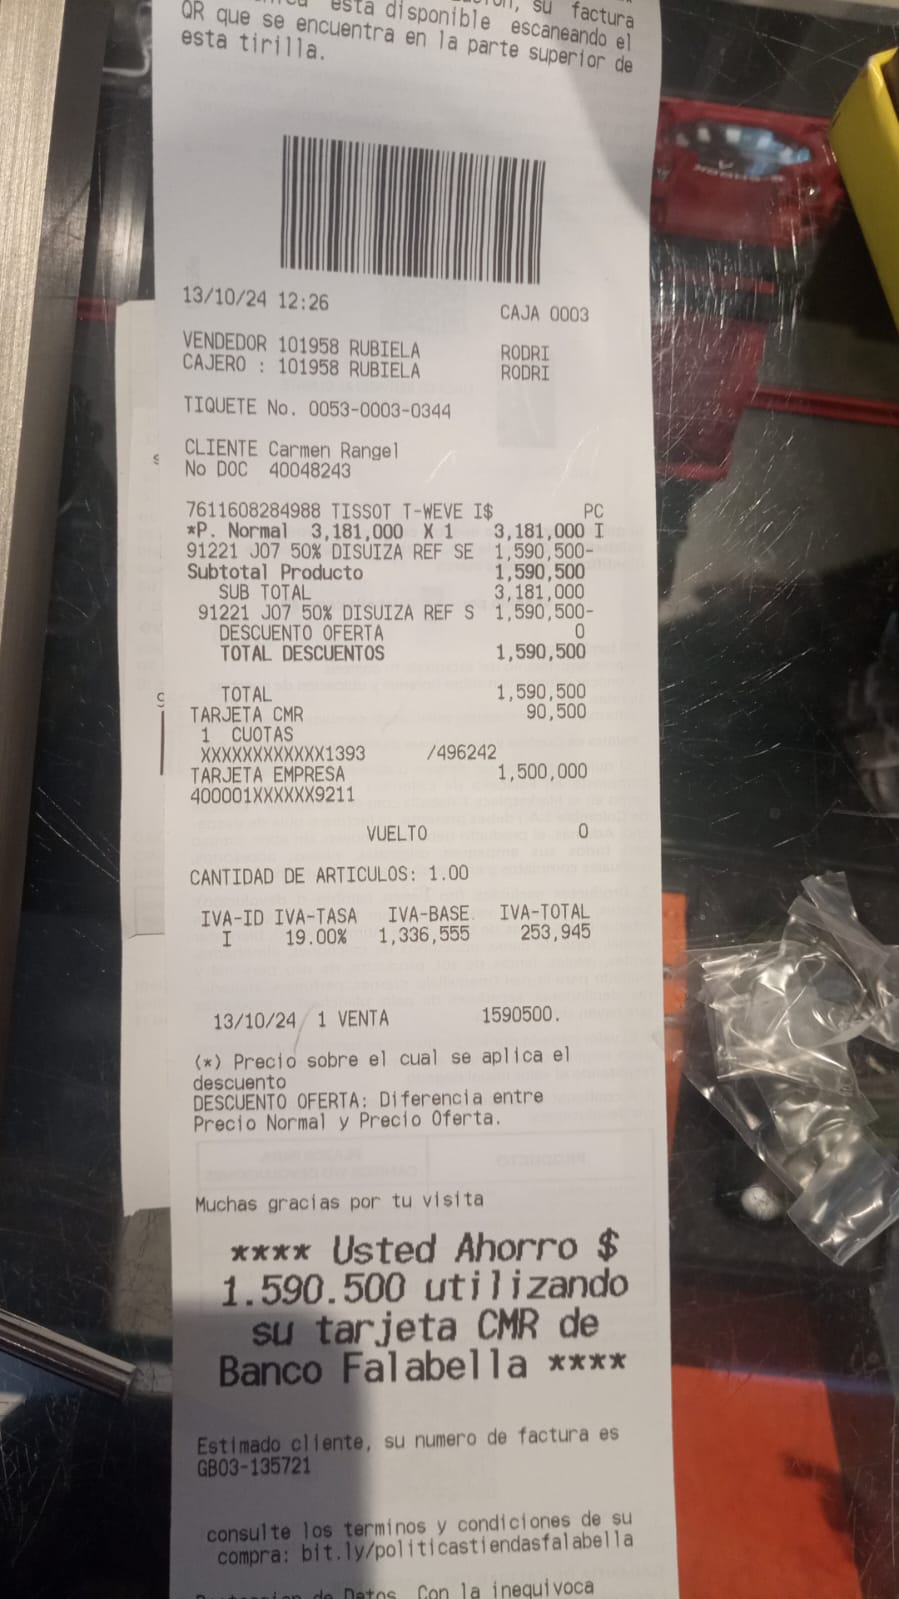 está disponible escaneando el
su factura
QR que se encuentra en la parte superior de
esta tirilla.
13/10/24 12:26 CAJA 0003
VENDEDOR 101958 RUBIELA RODRI
CAJERO : 101958 RUBIELA RODRI
TIQUETE No. 0053-0003-0344
CLIENTE Carmen Rangel
No DOC 40048243
7611608284988 TISSOT T-WEVE I$ PC
*P. Normal 3,181,000 X 1 3,181,000 I
91221 J07 50% DISUIZA REF SE 1,590,500-
Subtotal Producto 1,590,500
SUB TOTAL 3,181,000
91221 J07 50% DISUIZA REF S 1,590,500-
DESCUENTO OFERTA 0
TOTAL DESCUENTOS 1,590,500
TOTAL 1,590,500
TARJETA CMR 90,500
1 CUOTAS
XXXXXXXXXXXX1393 /496242
TARJETA EMPRESA 1,500,000
400001XXXXXX9211
VUELTO 0
CANTIDAD DE ARTICULOS: 1.00
IVA-ID IVA-TASA IVA-BASE IVA-TOTAL
I 19.00% 1,336,555 253,945
13/10/24 1 VENTA 1590500.
(*) Precio sobre el cual se aplica el
descuento
DESCUENTO OFERTA: Diferencia entre
Precio Normal y Precio Oferta.
Muchas gracias por tu visita
**** Usted Ahorro $
1.590.500 utilizando
su tarjeta CMR de
Banco Falabella ****
Estimado cliente, su numero de factura es
GB03-135721
consulte los terminos y condiciones de su
compra: bit.ly/politicastiendasfalabella
de Datos. Con la inequivoca